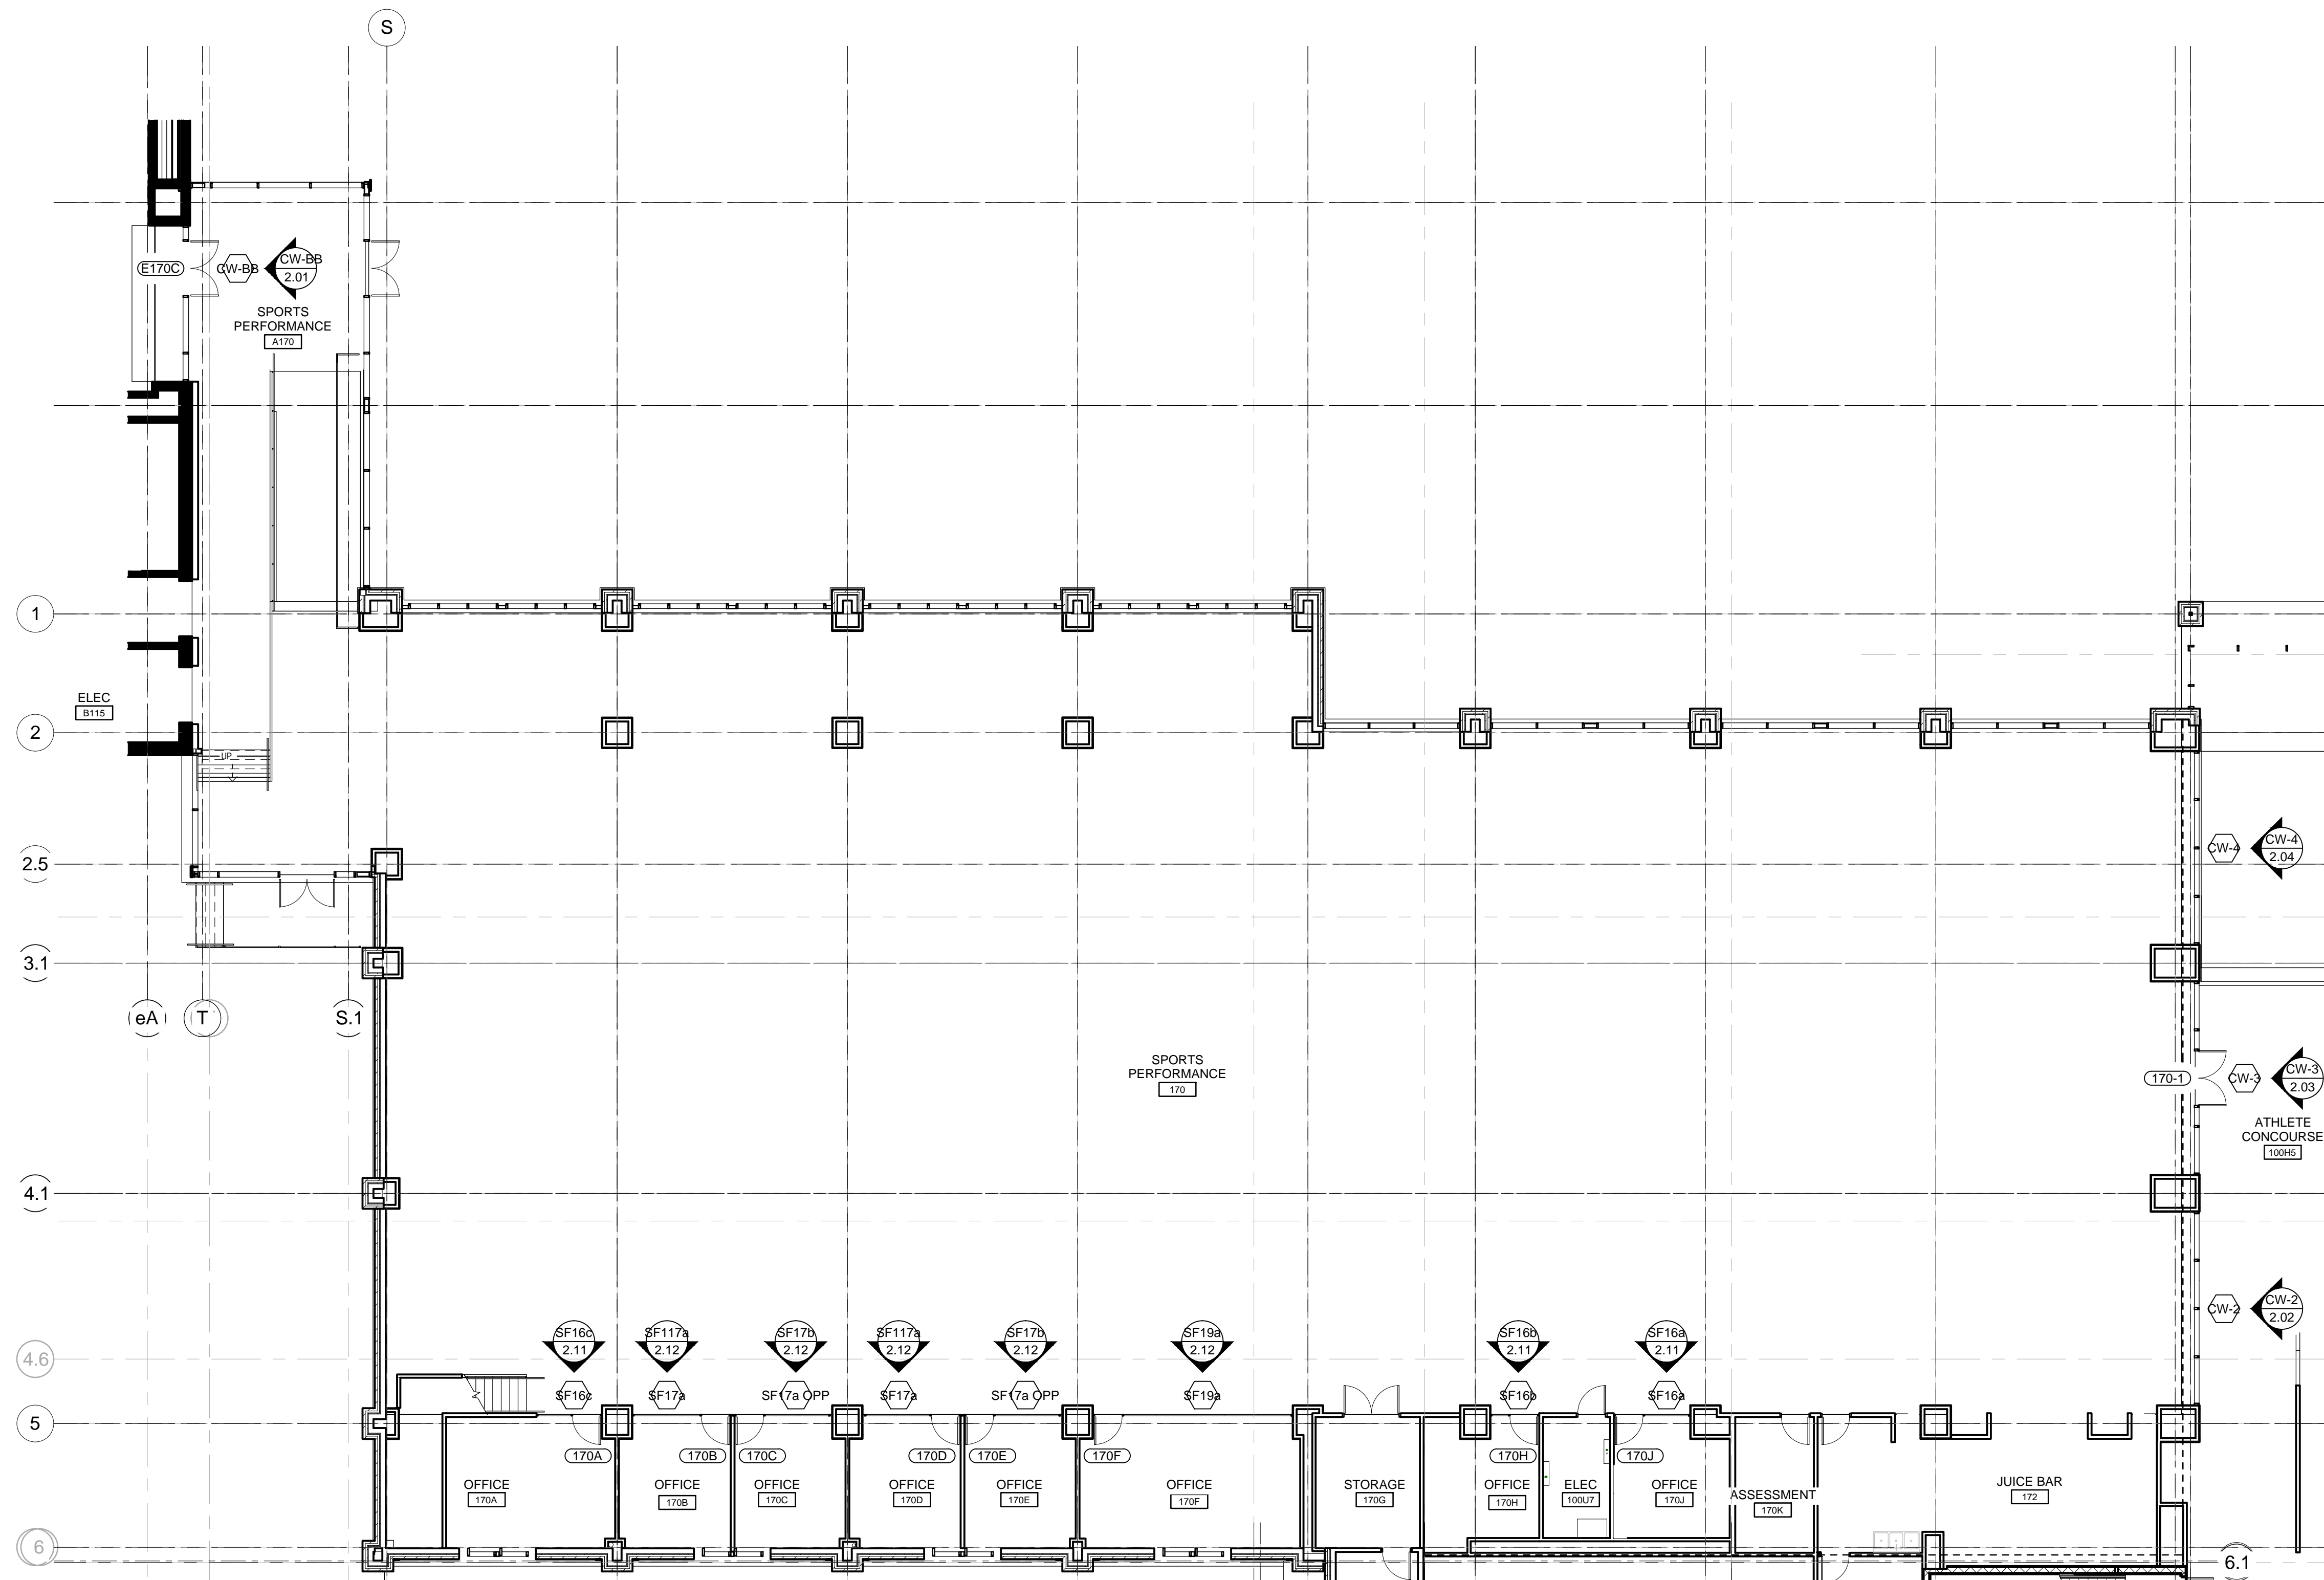 S
E170C
CW-BB
CW-BB
2.01
SPORTS
PERFORMANCE
A170
1
ELEC
B115
2
UP
2.5
CW-4
CW-4
2.04
3.1
eA
T
S.1
SPORTS
PERFORMANCE
170
170-1
CW-3
CW-3
2.03
ATHLETE
CONCOURSE
100H5
4.1
CW-2
CW-2
2.02
4.6
SF16c
2.11
SF117a
2.12
SF17b
2.12
SF117a
2.12
SF17b
2.12
SF19a
2.12
SF16b
2.11
SF16a
2.11
SF16c
SF17a
SF17a OPP
SF17a
SF17a OPP
SF19a
SF16b
SF16a
5
170A
170B
170C
170D
170E
170F
170H
170J
OFFICE
170A
OFFICE
170B
OFFICE
170C
OFFICE
170D
OFFICE
170E
OFFICE
170F
STORAGE
170G
OFFICE
170H
ELEC
100U7
OFFICE
170J
ASSESSMENT
170K
JUICE BAR
172
6
6.1